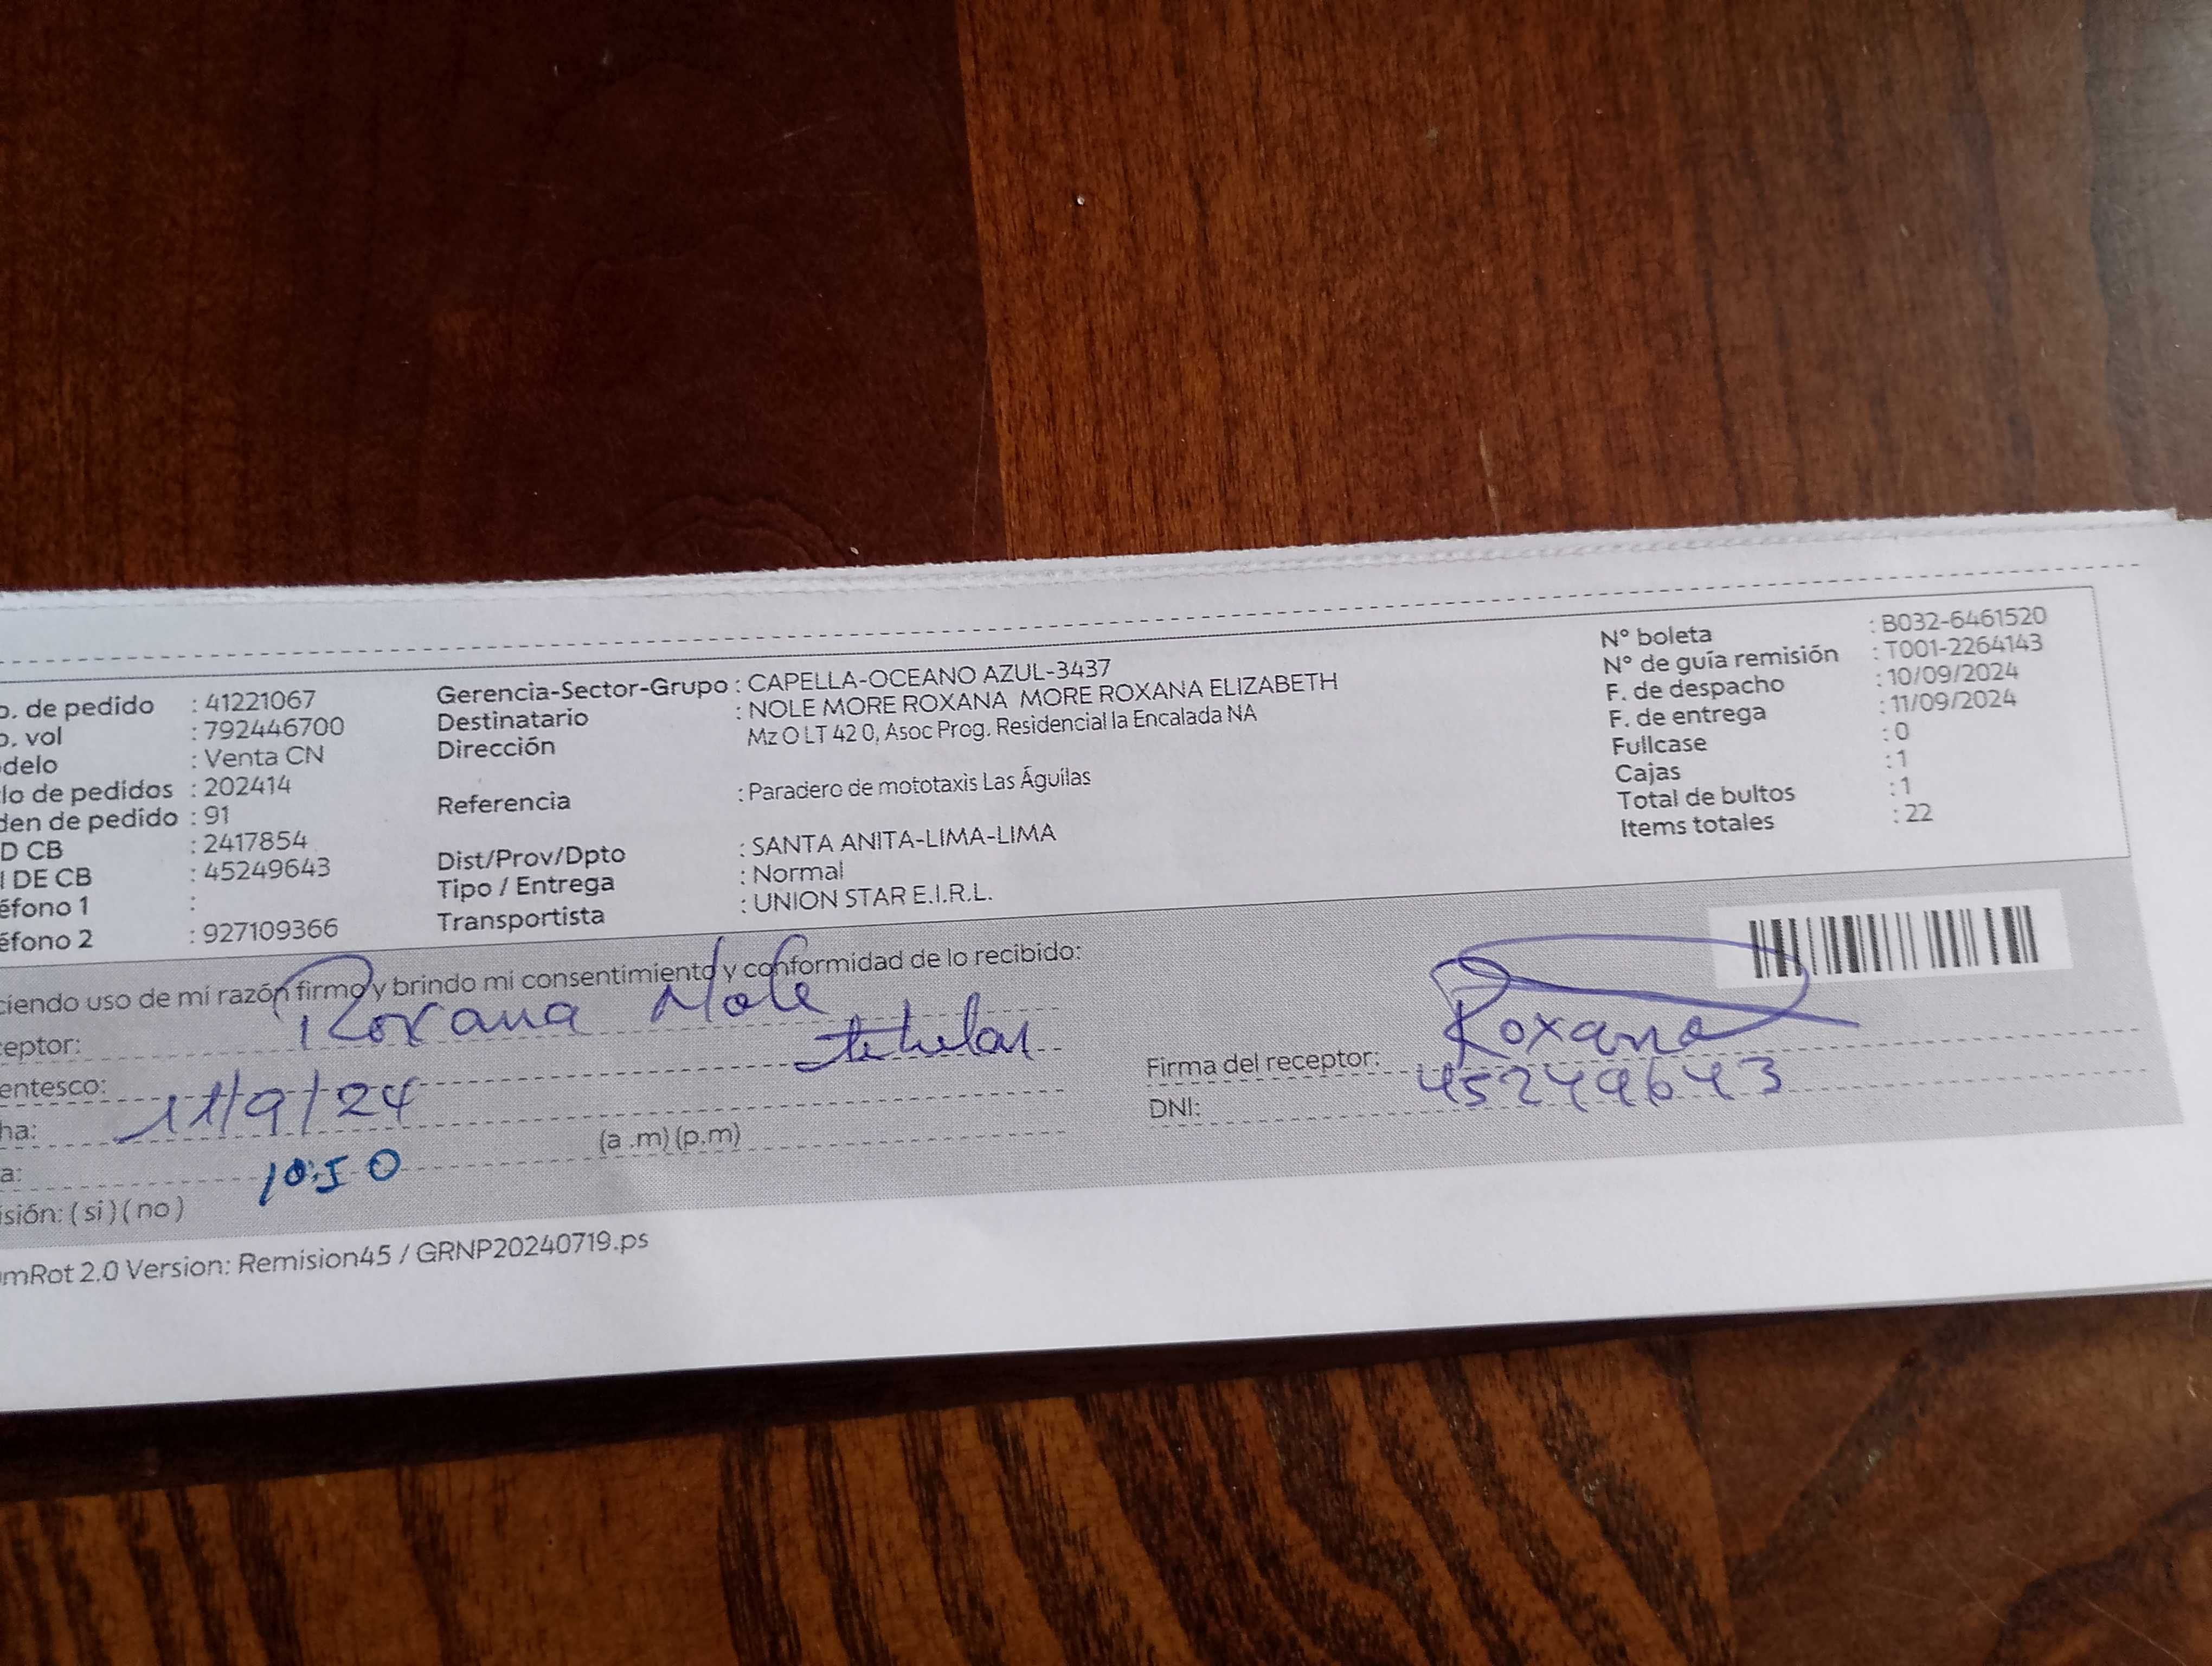 o. de pedido : 41221067
o. vol : 792446700
delo : Venta CN
lo de pedidos : 202414
den de pedido : 91
D CB : 2417854
I DE CB : 45249643
éfono 1 :
éfono 2 : 927109366
Gerencia-Sector-Grupo : CAPELLA-OCEANO AZUL-3437
Destinatario : NOLE MORE ROXANA MORE ROXANA ELIZABETH
Dirección Mz O LT 42 0, Asoc Prog. Residencial la Encalada NA
Referencia : Paradero de mototaxis Las Águilas
Dist/Prov/Dpto : SANTA ANITA-LIMA-LIMA
Tipo / Entrega : Normal
Transportista : UNION STAR E.I.R.L.
N° boleta : B032-6461520
N° de guía remisión : T001-2264143
F. de despacho : 10/09/2024
F. de entrega : 11/09/2024
Fullcase : 0
Cajas : 1
Total de bultos : 1
Items totales : 22
ciendo uso de mi razón firmo y brindo mi consentimiento y conformidad de lo recibido:
eptor: Roxana Nole
entesco: titular
ha: 11/9/24
a: 10:50 (a .m) (p.m)
isión: ( si ) ( no )
Firma del receptor: Roxana
DNI: 45249643
mRot 2.0 Version: Remision45 / GRNP20240719.ps